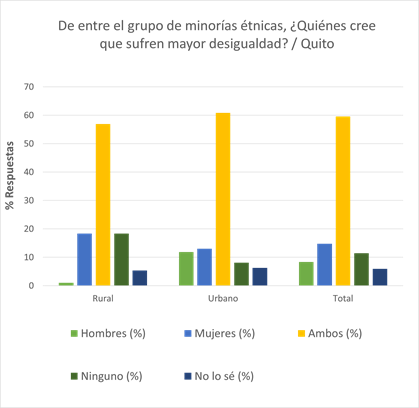 De entre el grupo de minorías étnicas, ¿Quiénes cree
que sufren mayor desigualdad? / Quito
% Respuestas
70
60
50
40
30
20
10
0
Rural Urbano Total
Hombres (%) Mujeres (%) Ambos (%)
Ninguno (%) No lo sé (%)